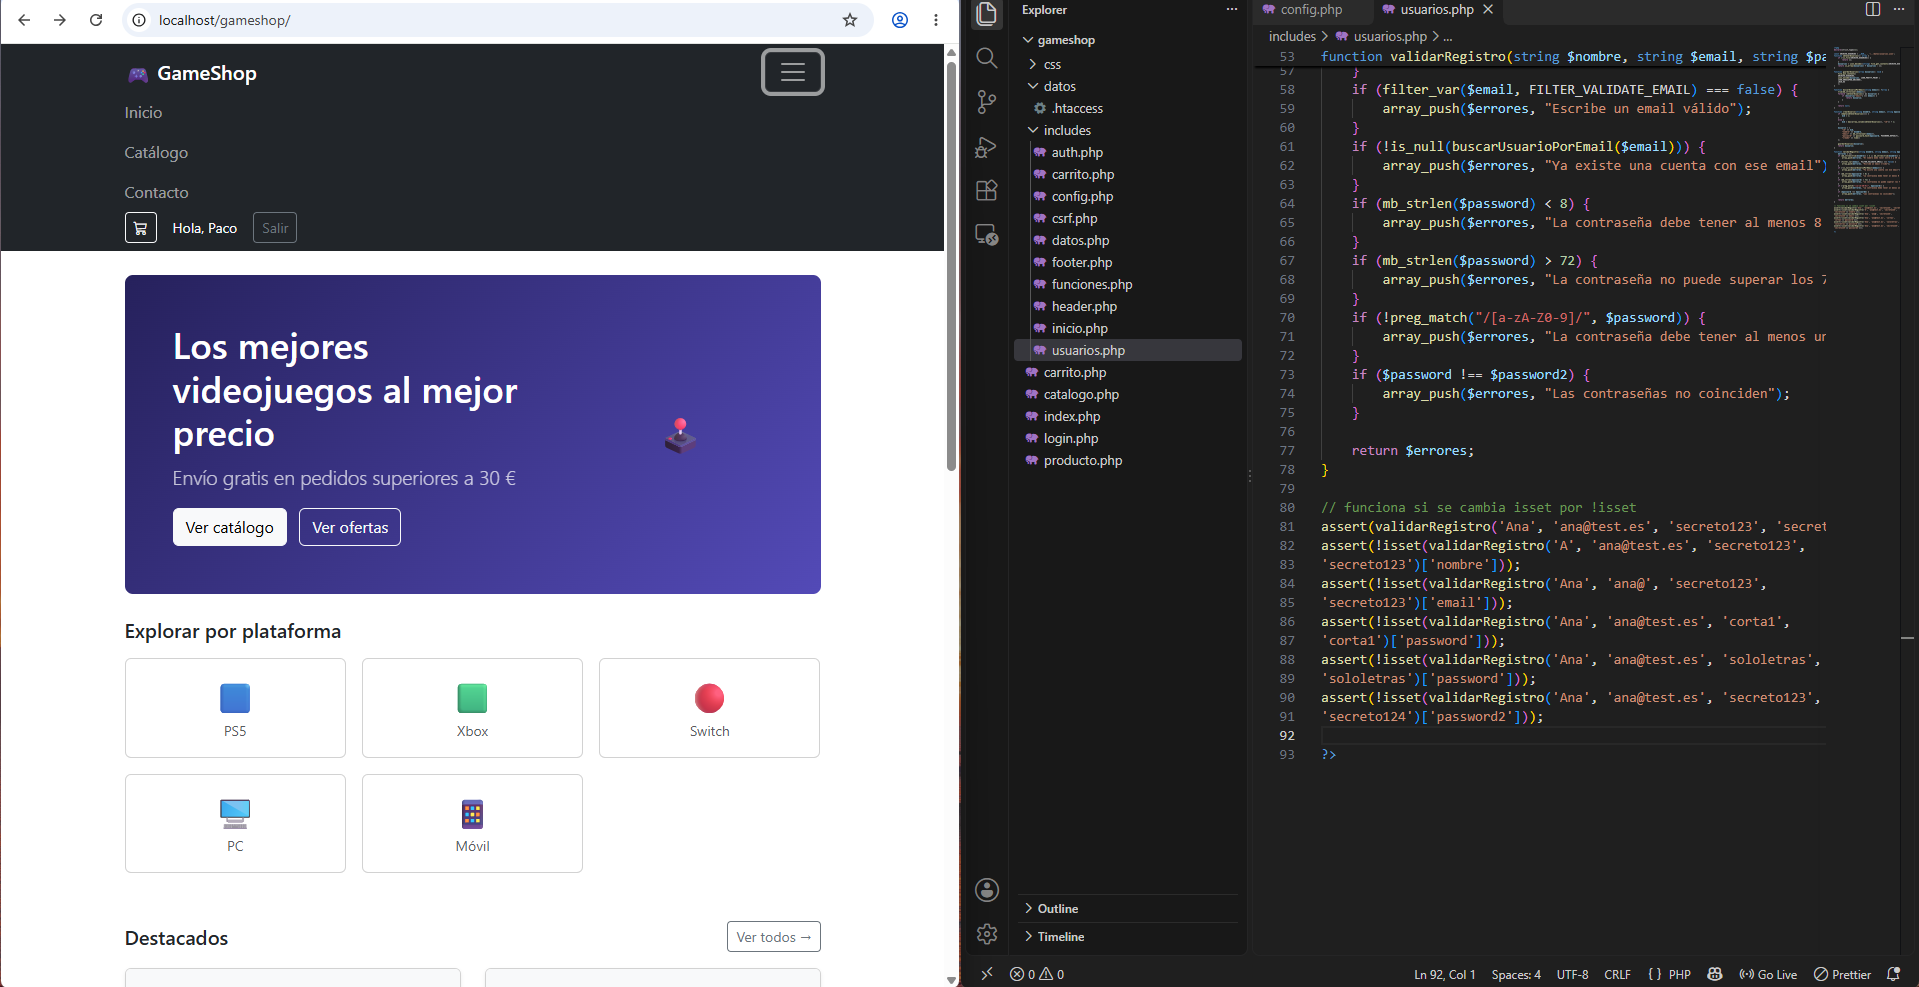 localhost/gameshop/
GameShop
Inicio
Catálogo
Contacto
Hola, Paco
Salir
Los mejores
videojuegos al mejor
precio
Envío gratis en pedidos superiores a 30 €
Ver catálogo
Ver ofertas
Explorar por plataforma
PS5
Xbox
Switch
PC
Móvil
Destacados
Ver todos →
Explorer
gameshop
css
datos
.htaccess
includes
auth.php
carrito.php
config.php
csrf.php
datos.php
footer.php
funciones.php
header.php
inicio.php
usuarios.php
carrito.php
catalogo.php
index.php
login.php
producto.php
Outline
Timeline
config.php
usuarios.php
includes > usuarios.php > ...
53 function validarRegistro(string $nombre, string $email, string $pa
57 }
58 if (filter_var($email, FILTER_VALIDATE_EMAIL) === false) {
59 array_push($errores, "Escribe un email válido");
60 }
61 if (!is_null(buscarUsuarioPorEmail($email))) {
62 array_push($errores, "Ya existe una cuenta con ese email")
63 }
64 if (mb_strlen($password) < 8) {
65 array_push($errores, "La contraseña debe tener al menos 8
66 }
67 if (mb_strlen($password) > 72) {
68 array_push($errores, "La contraseña no puede superar los 7
69 }
70 if (!preg_match("/[a-zA-Z0-9]/", $password)) {
71 array_push($errores, "La contraseña debe tener al menos un
72 }
73 if ($password !== $password2) {
74 array_push($errores, "Las contraseñas no coinciden");
75 }
76
77 return $errores;
78 }
79
80 // funciona si se cambia isset por !isset
81 assert(validarRegistro('Ana', 'ana@test.es', 'secreto123', 'secret
82 assert(!isset(validarRegistro('A', 'ana@test.es', 'secreto123',
83 'secreto123')['nombre']));
84 assert(!isset(validarRegistro('Ana', 'ana@', 'secreto123',
85 'secreto123')['email']));
86 assert(!isset(validarRegistro('Ana', 'ana@test.es', 'corta1',
87 'corta1')['password']));
88 assert(!isset(validarRegistro('Ana', 'ana@test.es', 'sololetras',
89 'sololetras')['password']));
90 assert(!isset(validarRegistro('Ana', 'ana@test.es', 'secreto123',
91 'secreto124')['password2']));
92
93 ?>
0 0
Ln 92, Col 1 Spaces: 4 UTF-8 CRLF { } PHP Go Live Prettier